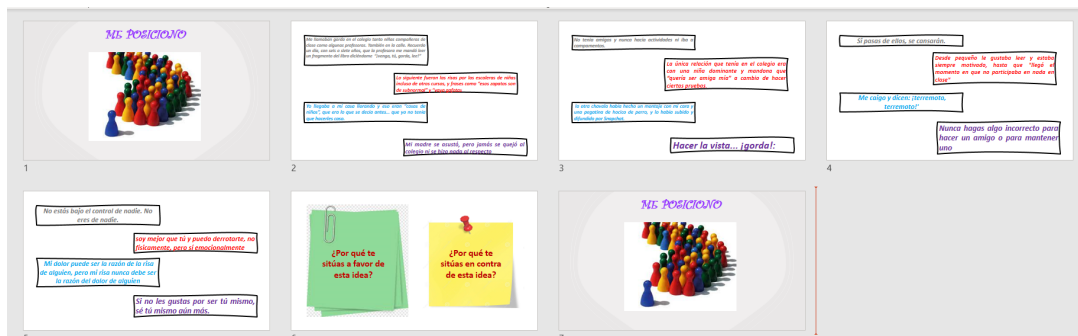 ME POSICIONO
1
Me llamaban gorda en el colegio tanto niños compañeros de
clase como algunos profesores. También en la calle. Recuerdo
un día, con seis o siete años, que la profesora me mandó leer
un fragmento del libro diciéndome "¡venga, tú, gorda, lee!"
Lo siguiente fueron las risas por las escaleras de niños
incluso de otros cursos, y frases como "esos zapatos son
de subnormal" y
Yo llegaba a mi casa llorando y eso eran "cosas de
niños", que era lo que se decía antes... que yo no tenía
que hacerles caso.
Mi madre se asustó, pero jamás se quejó al
colegio ni se hizo nada al respecto
2
No tenía amigos y nunca hacía actividades ni iba a
campamentos.
La única relación que tenía en el colegio era
con una niña dominante y mandona que
"quería ser amiga mía" a cambio de hacer
ciertas pruebas.
La otra chavala había hecho un montaje con mi cara y
una pegatina de hocico de perro, y lo había subido y
difundido por Snapchat.
Hacer la vista... ¡gorda!:
3
Si pasas de ellos, se cansarán.
Desde pequeño le gustaba leer y estaba
siempre motivado, hasta que "llegó el
momento en que no participaba en nada en
clase"
Me caigo y dicen: ¡terremoto,
terremoto!'
Nunca hagas algo incorrecto para
hacer un amigo o para mantener
uno
4
No estás bajo el control de nadie. No
eres de nadie.
soy mejor que tú y puedo derrotarte, no
físicamente, pero sí emocionalmente
Mi dolor puede ser la razón de la risa
de alguien, pero mi risa nunca debe ser
la razón del dolor de alguien
Si no les gustas por ser tú mismo,
sé tú mismo aún más.
¿Por qué te
sitúas a favor de
esta idea?
¿Por qué te
sitúas en contra
de esta idea?
ME POSICIONO